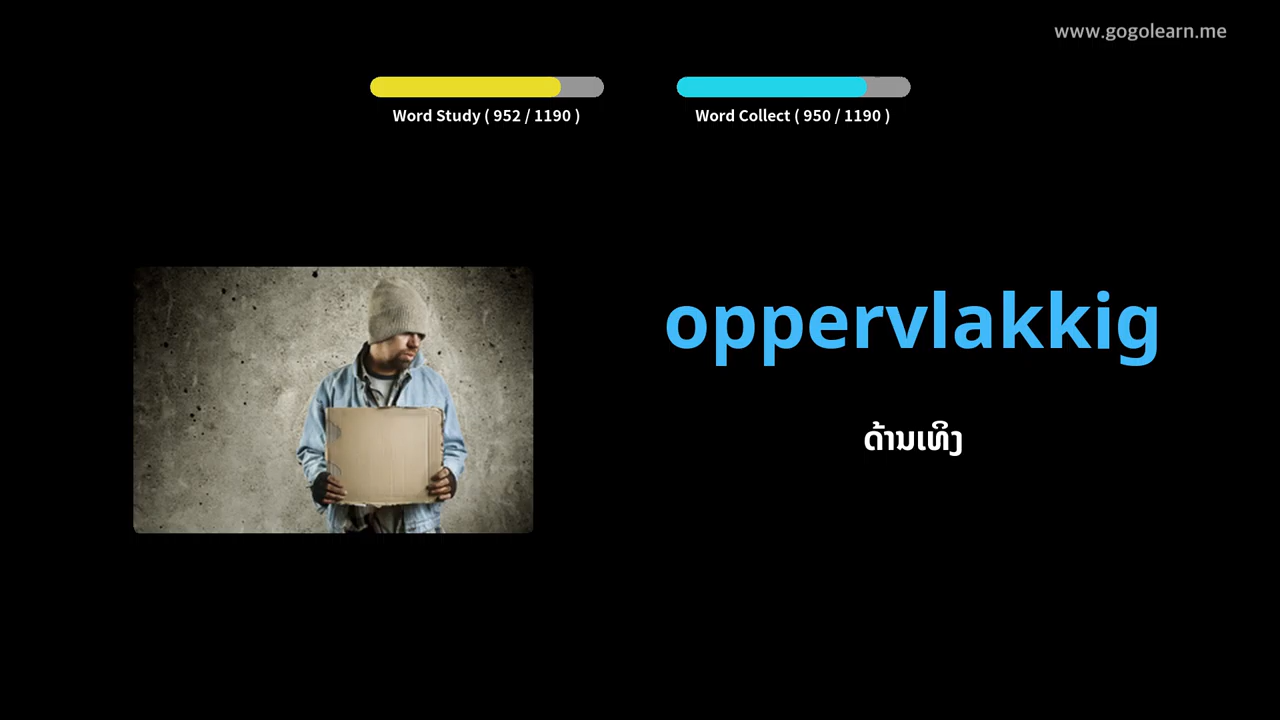 www.gogolearn.me
Word Study ( 952 / 1190 )
Word Collect ( 950 / 1190 )
oppervlakkig
ດ້ານເທິງ